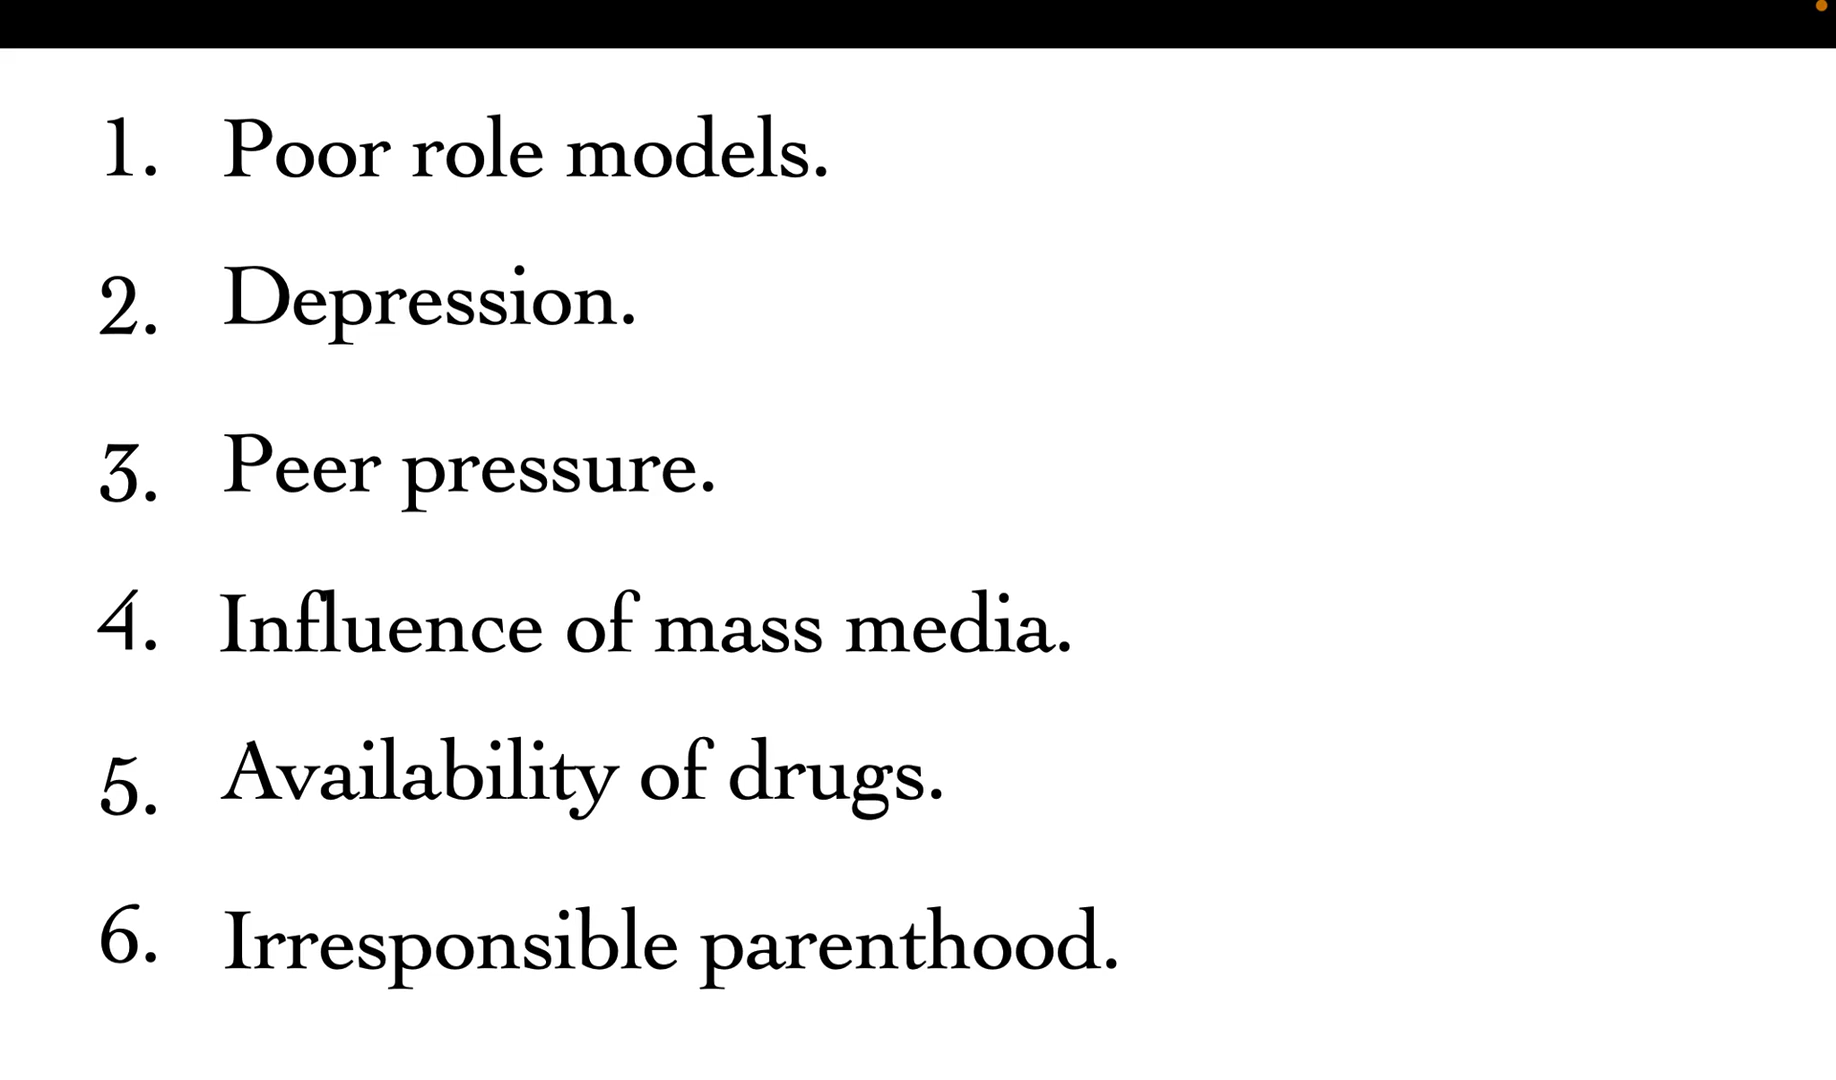 1. Poor role models.
2. Depression.
3. Peer pressure.
4. Influence of mass media.
5. Availability of drugs.
6. Irresponsible parenthood.